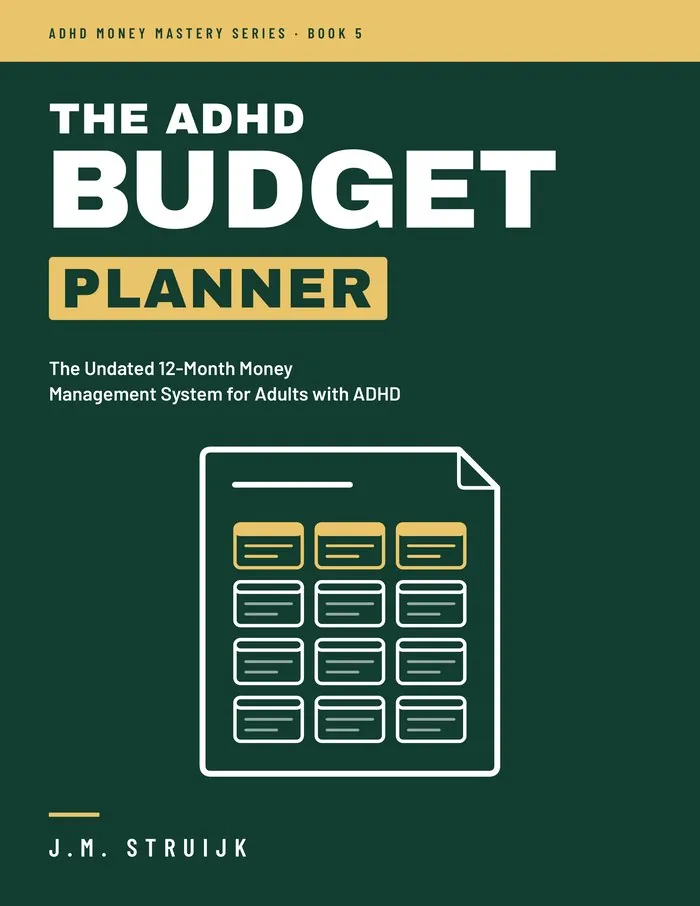 ADHD MONEY MASTERY SERIES · BOOK 5
THE ADHD
BUDGET
PLANNER
The Undated 12-Month Money
Management System for Adults with ADHD
J.M. STRUIJK